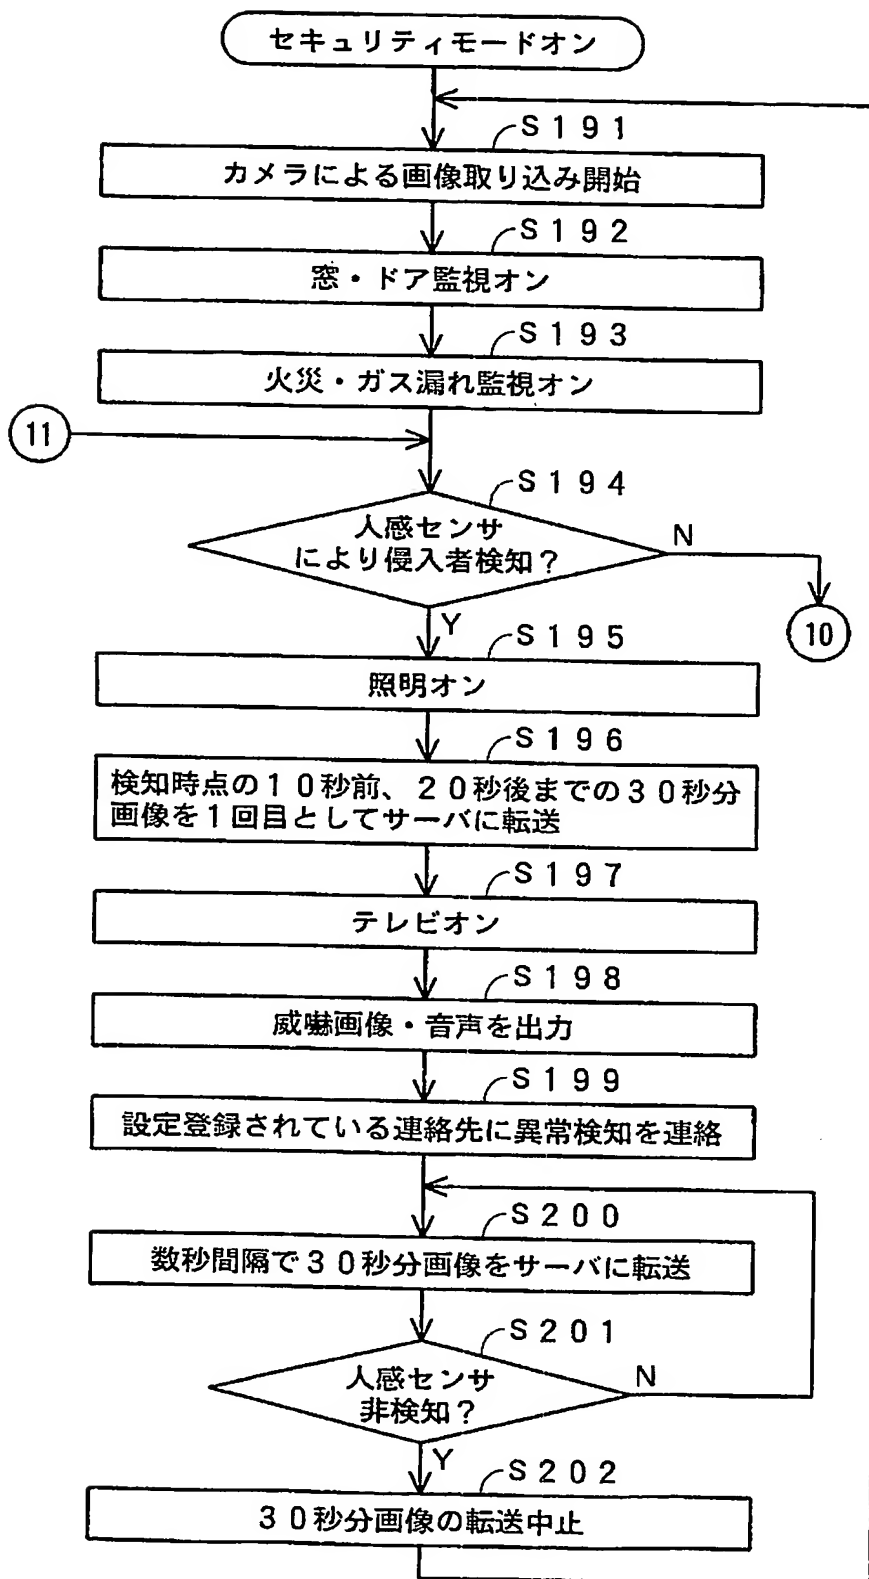 セキュリティモードオン
S191
カメラによる画像取り込み開始
S192
窓・ドア監視オン
S193
火災・ガス漏れ監視オン
11
S194
人感センサ
により侵入者検知?
N
10
Y
S195
照明オン
S196
検知時点の10秒前、20秒後までの30秒分
画像を1回目としてサーバに転送
S197
テレビオン
S198
威嚇画像・音声を出力
S199
設定登録されている連絡先に異常検知を連絡
S200
数秒間隔で30秒分画像をサーバに転送
S201
人感センサ
非検知?
N
Y
S202
30秒分画像の転送中止